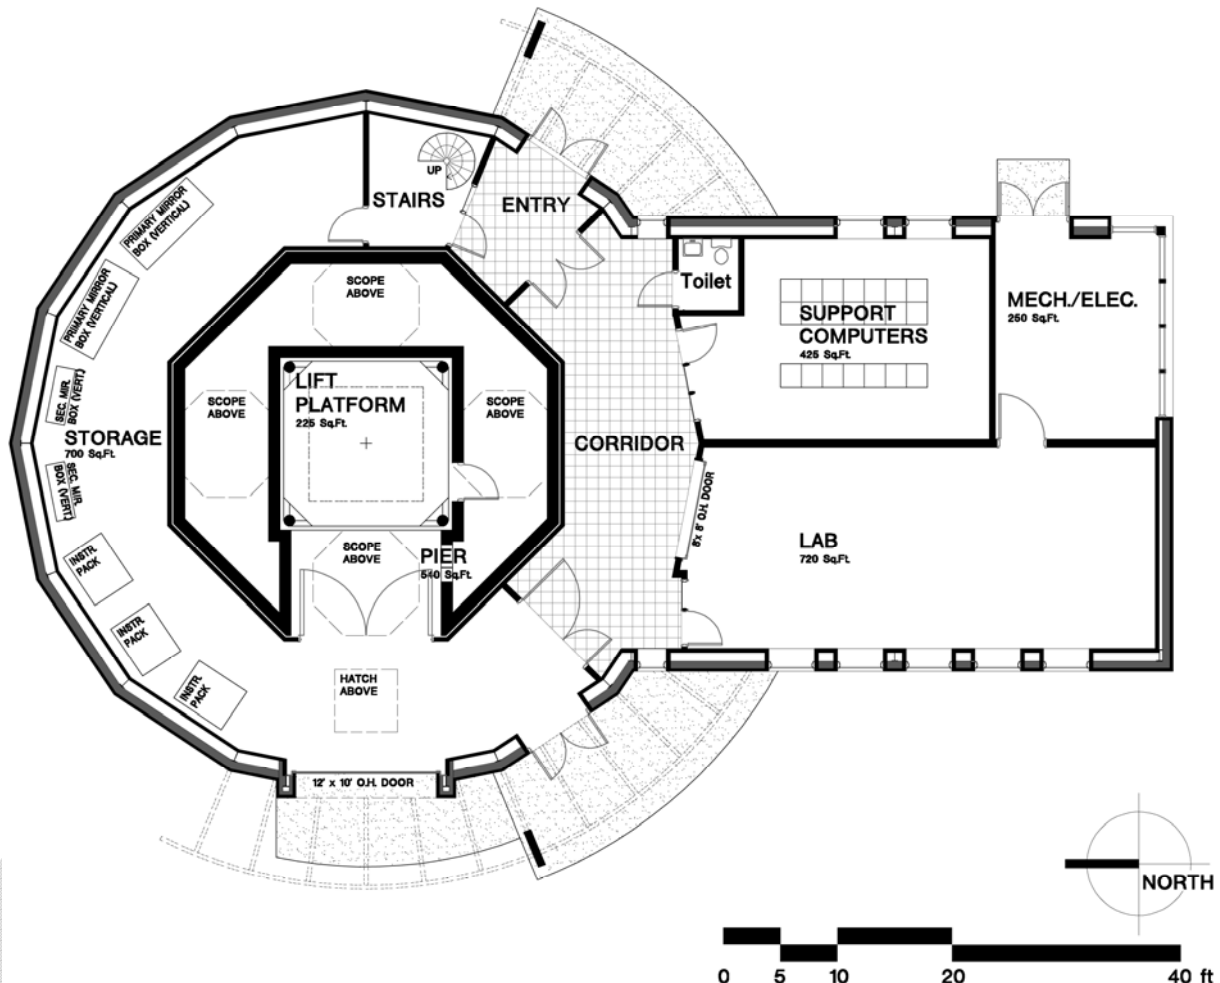 UP
STAIRS
ENTRY
PRIMARY MIRROR
BOX (VERTICAL)
PRIMARY MIRROR
BOX (VERTICAL)
SEC. MIR.
BOX (VERT.)
SEC. MIR.
BOX (VERT.)
STORAGE
700 Sq.Ft.
INSTR.
PACK
INSTR.
PACK
INSTR.
PACK
SCOPE
ABOVE
SCOPE
ABOVE
LIFT
PLATFORM
225 Sq.Ft.
SCOPE
ABOVE
SCOPE
ABOVE
PIER
540 Sq.Ft.
HATCH
ABOVE
12' x 10' O.H. DOOR
CORRIDOR
8'x 8' O.H. DOOR
Toilet
SUPPORT
COMPUTERS
425 Sq.Ft.
MECH./ELEC.
250 Sq.Ft.
LAB
720 Sq.Ft.
NORTH
0 5 10 20 40 ft